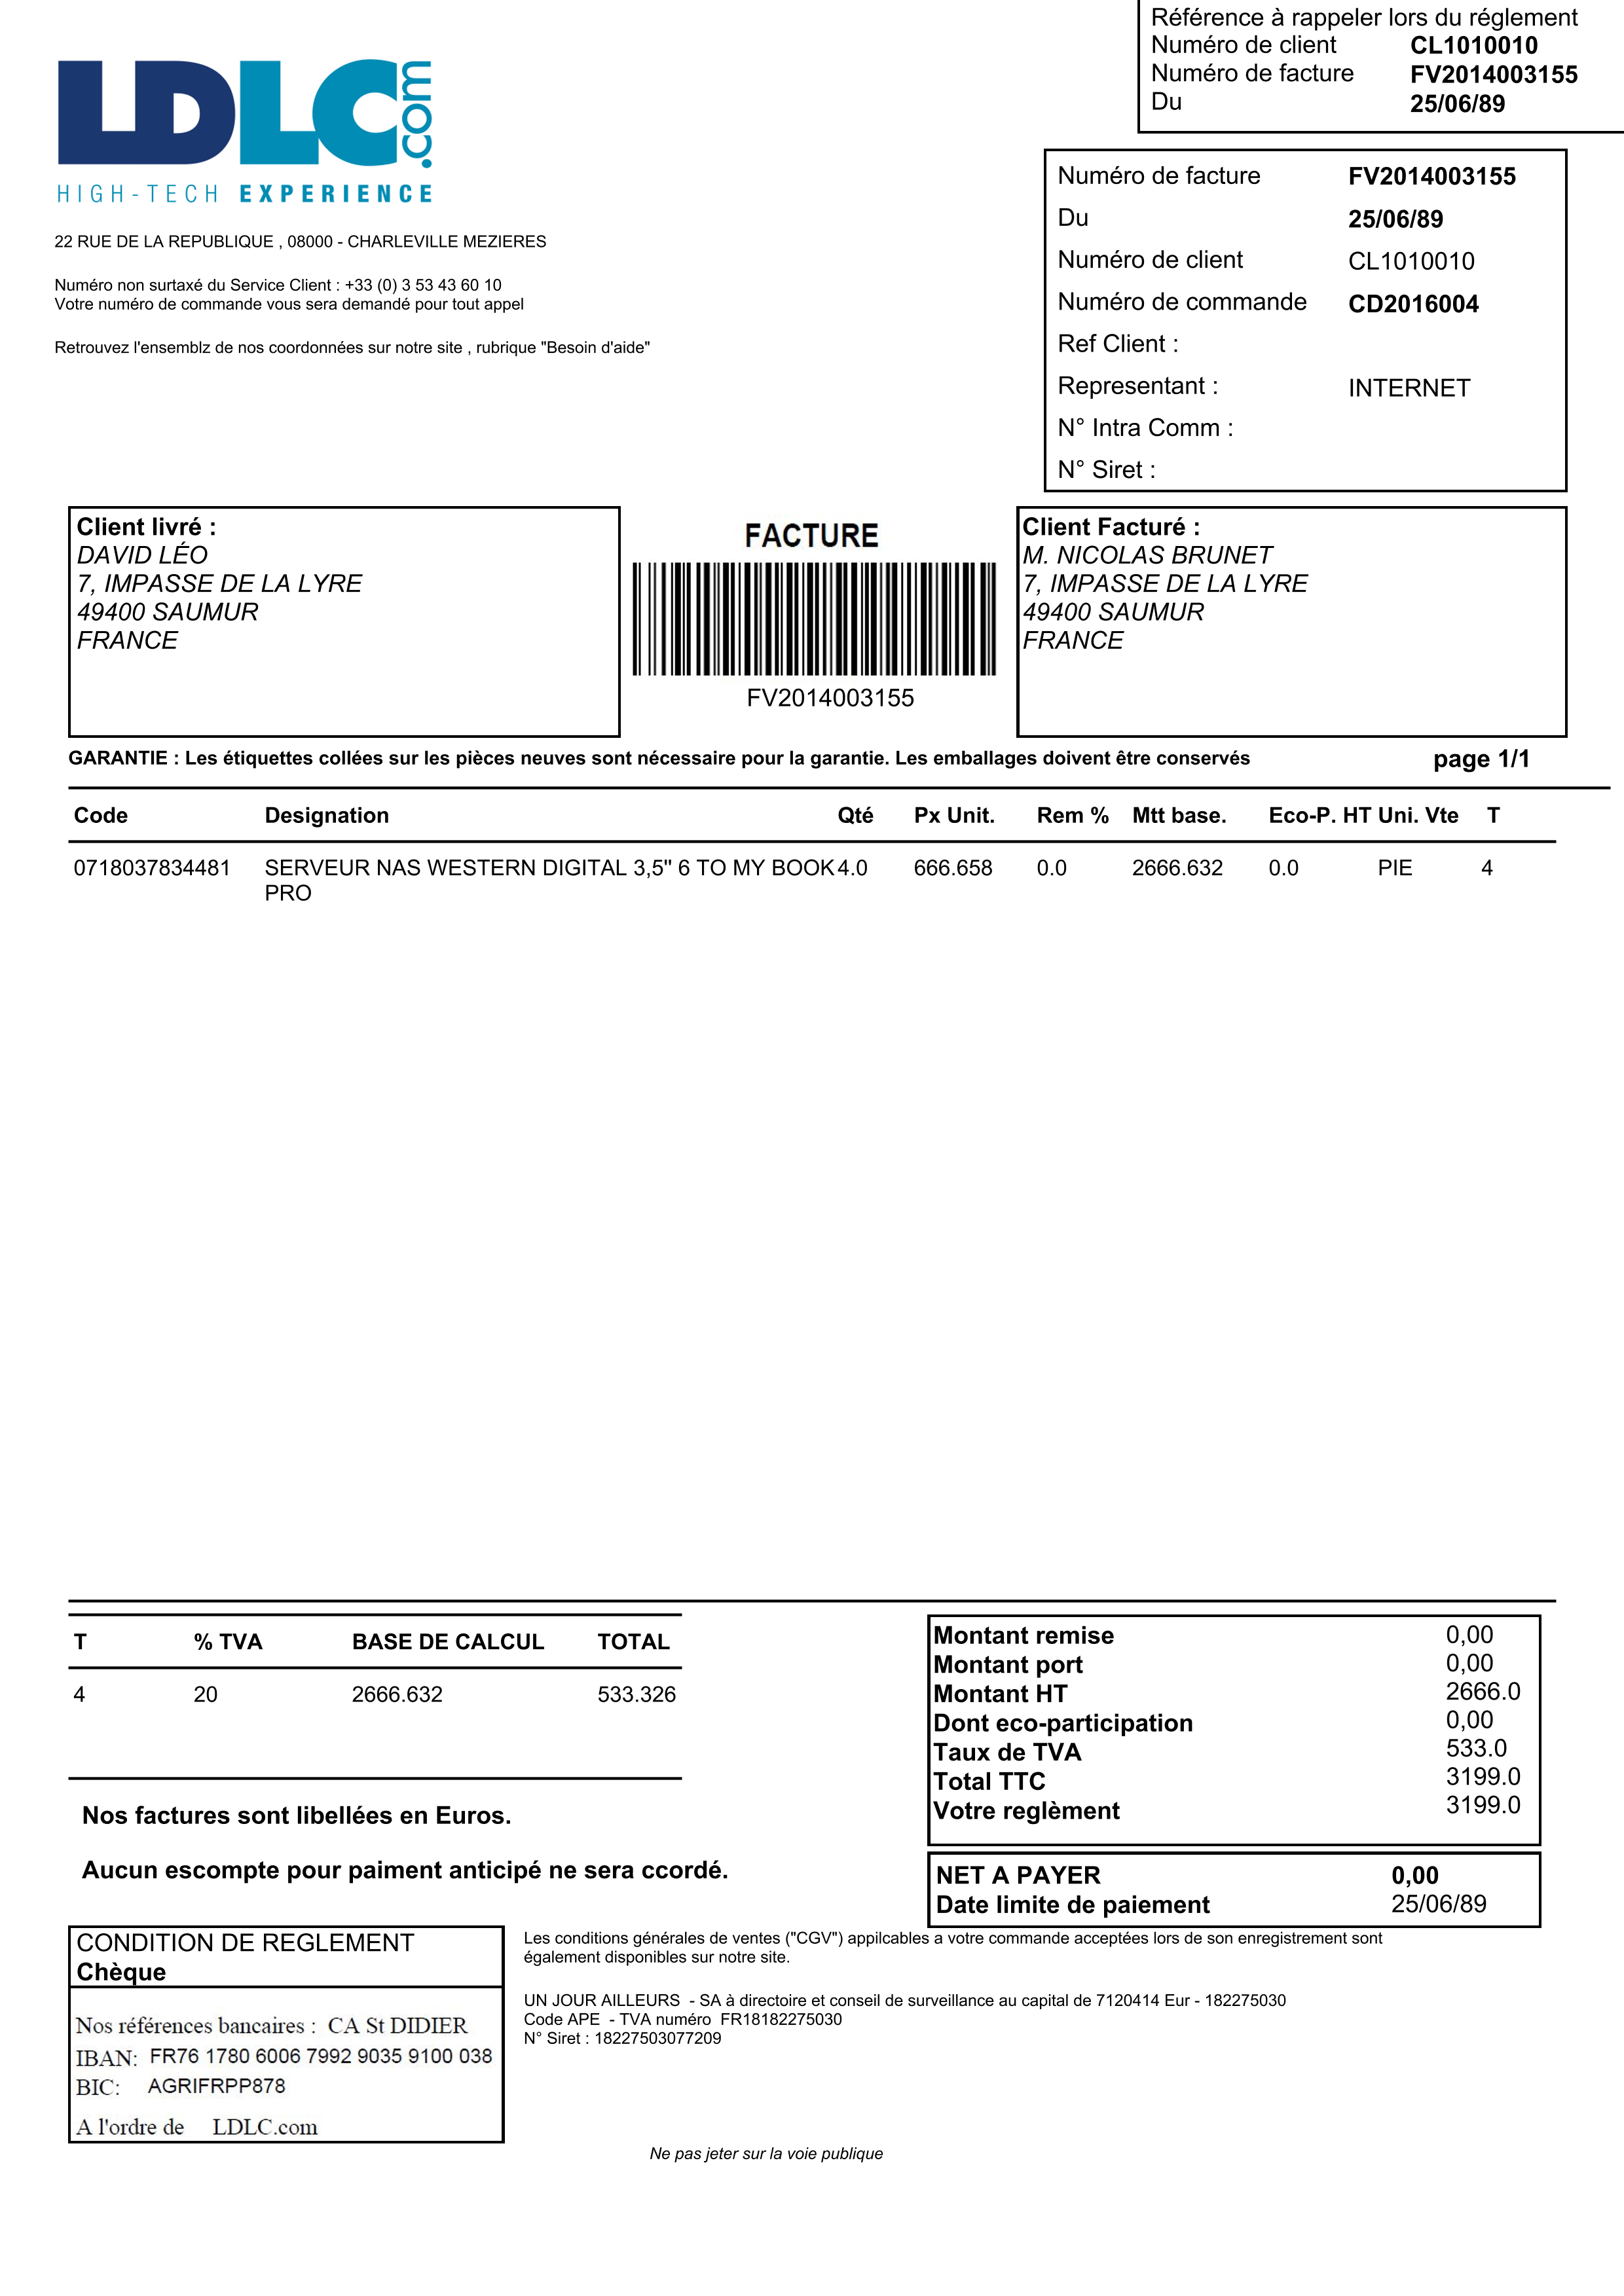 Référence à rappeler lors du réglement
Numéro de client CL1010010
Numéro de facture FV2014003155
Du 25/06/89
LDLC.com
HIGH-TECH EXPERIENCE
22 RUE DE LA REPUBLIQUE , 08000 - CHARLEVILLE MEZIERES
Numéro non surtaxé du Service Client : +33 (0) 3 53 43 60 10
Votre numéro de commande vous sera demandé pour tout appel
Retrouvez l'ensemblz de nos coordonnées sur notre site , rubrique "Besoin d'aide"
Numéro de facture FV2014003155
Du 25/06/89
Numéro de client CL1010010
Numéro de commande CD2016004
Ref Client :
Representant : INTERNET
N° Intra Comm :
N° Siret :
Client livré :
DAVID LÉO
7, IMPASSE DE LA LYRE
49400 SAUMUR
FRANCE
FACTURE
FV2014003155
Client Facturé :
M. NICOLAS BRUNET
7, IMPASSE DE LA LYRE
49400 SAUMUR
FRANCE
GARANTIE : Les étiquettes collées sur les pièces neuves sont nécessaire pour la garantie. Les emballages doivent être conservés page 1/1
Code Designation Qté Px Unit. Rem % Mtt base. Eco-P. HT Uni. Vte T
0718037834481 SERVEUR NAS WESTERN DIGITAL 3,5" 6 TO MY BOOK 4.0 666.658 0.0 2666.632 0.0 PIE 4
PRO
T % TVA BASE DE CALCUL TOTAL
4 20 2666.632 533.326
Nos factures sont libellées en Euros.
Aucun escompte pour paiment anticipé ne sera ccordé.
Montant remise 0,00
Montant port 0,00
Montant HT 2666.0
Dont eco-participation 0,00
Taux de TVA 533.0
Total TTC 3199.0
Votre reglèment 3199.0
NET A PAYER 0,00
Date limite de paiement 25/06/89
CONDITION DE REGLEMENT
Chèque
Nos références bancaires : CA St DIDIER
IBAN: FR76 1780 6006 7992 9035 9100 038
BIC: AGRIFRPP878
A l'ordre de LDLC.com
Les conditions générales de ventes ("CGV") appilcables a votre commande acceptées lors de son enregistrement sont
également disponibles sur notre site.
UN JOUR AILLEURS - SA à directoire et conseil de surveillance au capital de 7120414 Eur - 182275030
Code APE - TVA numéro FR18182275030
N° Siret : 18227503077209
Ne pas jeter sur la voie publique